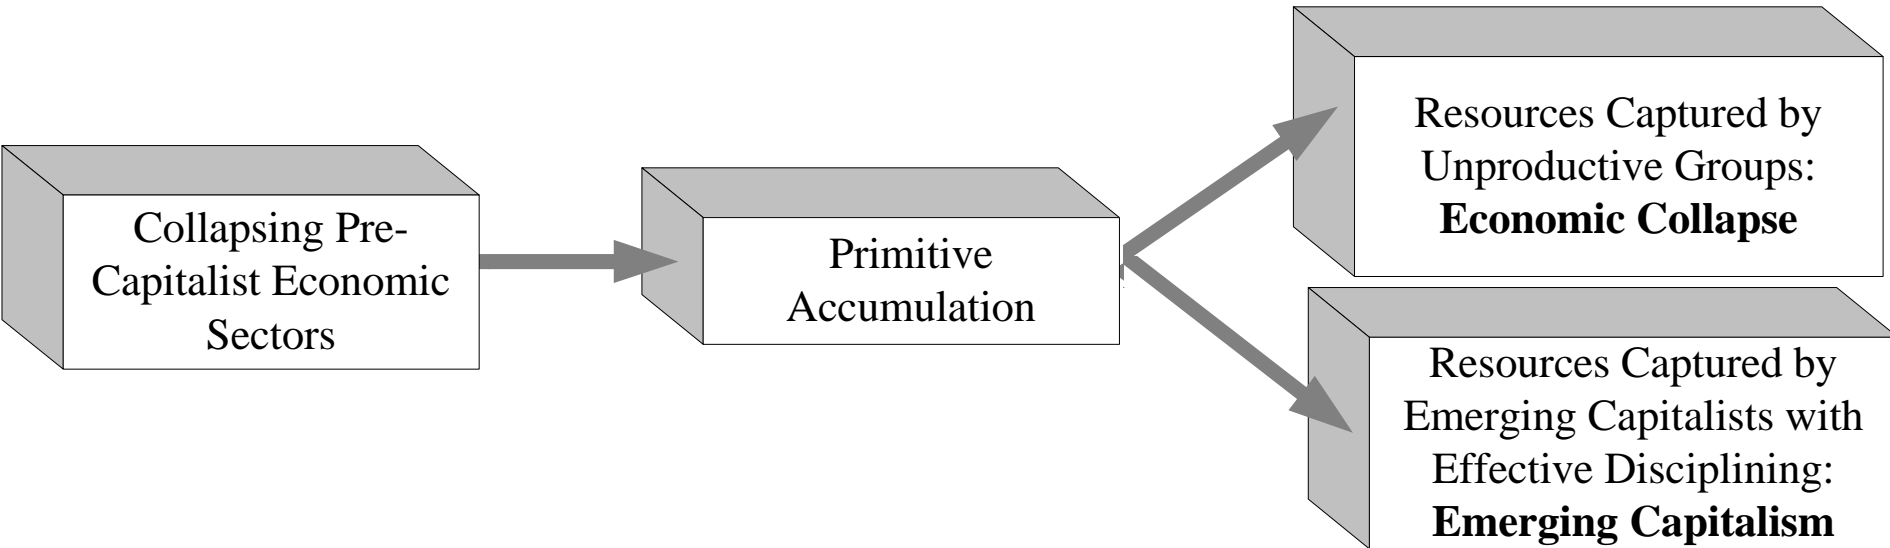 Collapsing Pre-
Capitalist Economic
Sectors
Primitive
Accumulation
Resources Captured by
Unproductive Groups:
Economic Collapse
Resources Captured by
Emerging Capitalists with
Effective Disciplining:
Emerging Capitalism